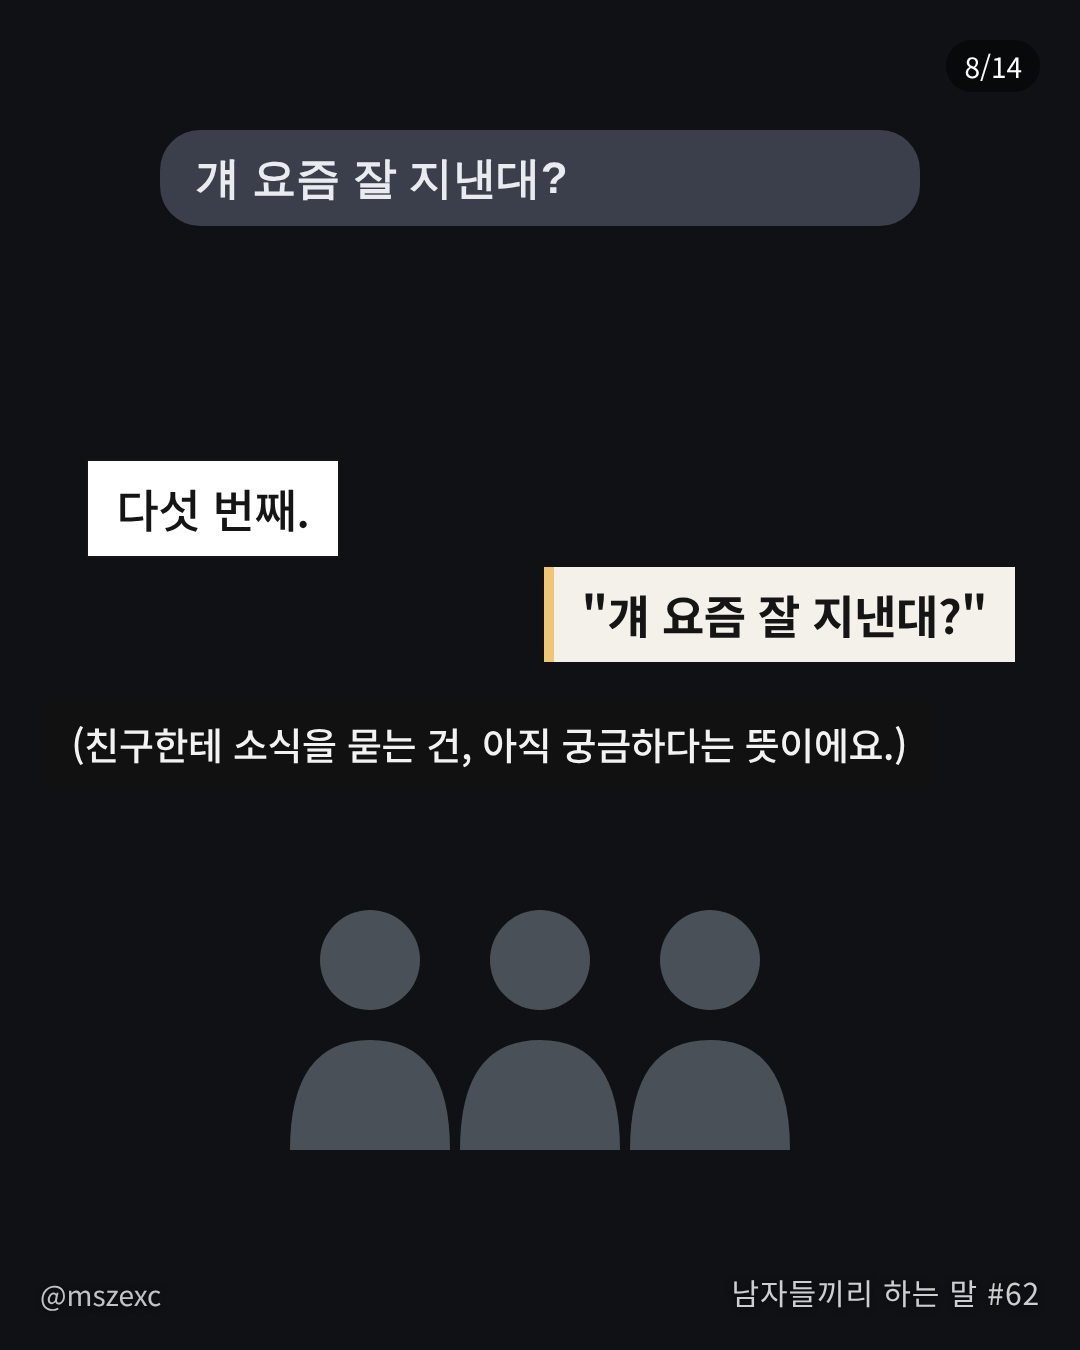 8/14
걔 요즘 잘 지낸대?
다섯 번째.
"걔 요즘 잘 지낸대?"
(친구한테 소식을 묻는 건, 아직 궁금하다는 뜻이에요.)
@mszexc
남자들끼리 하는 말 #62